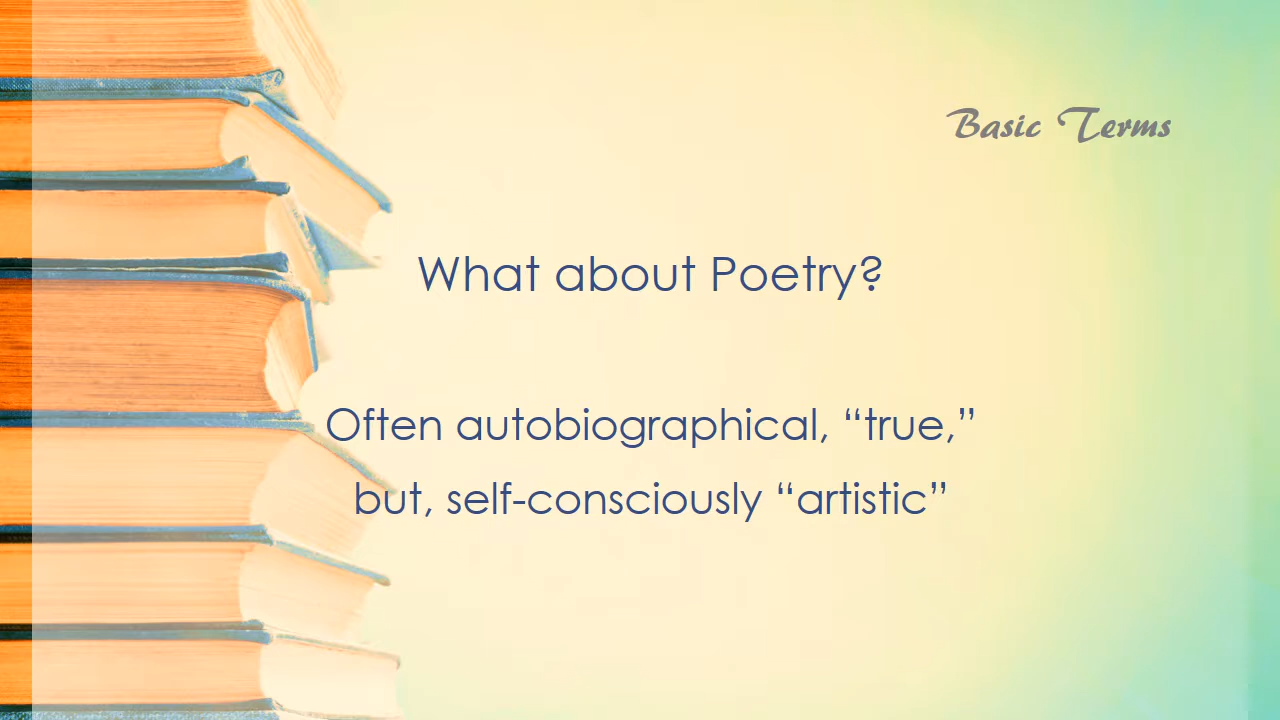 Basic Terms
What about Poetry?
Often autobiographical, “true,”
but, self-consciously “artistic”